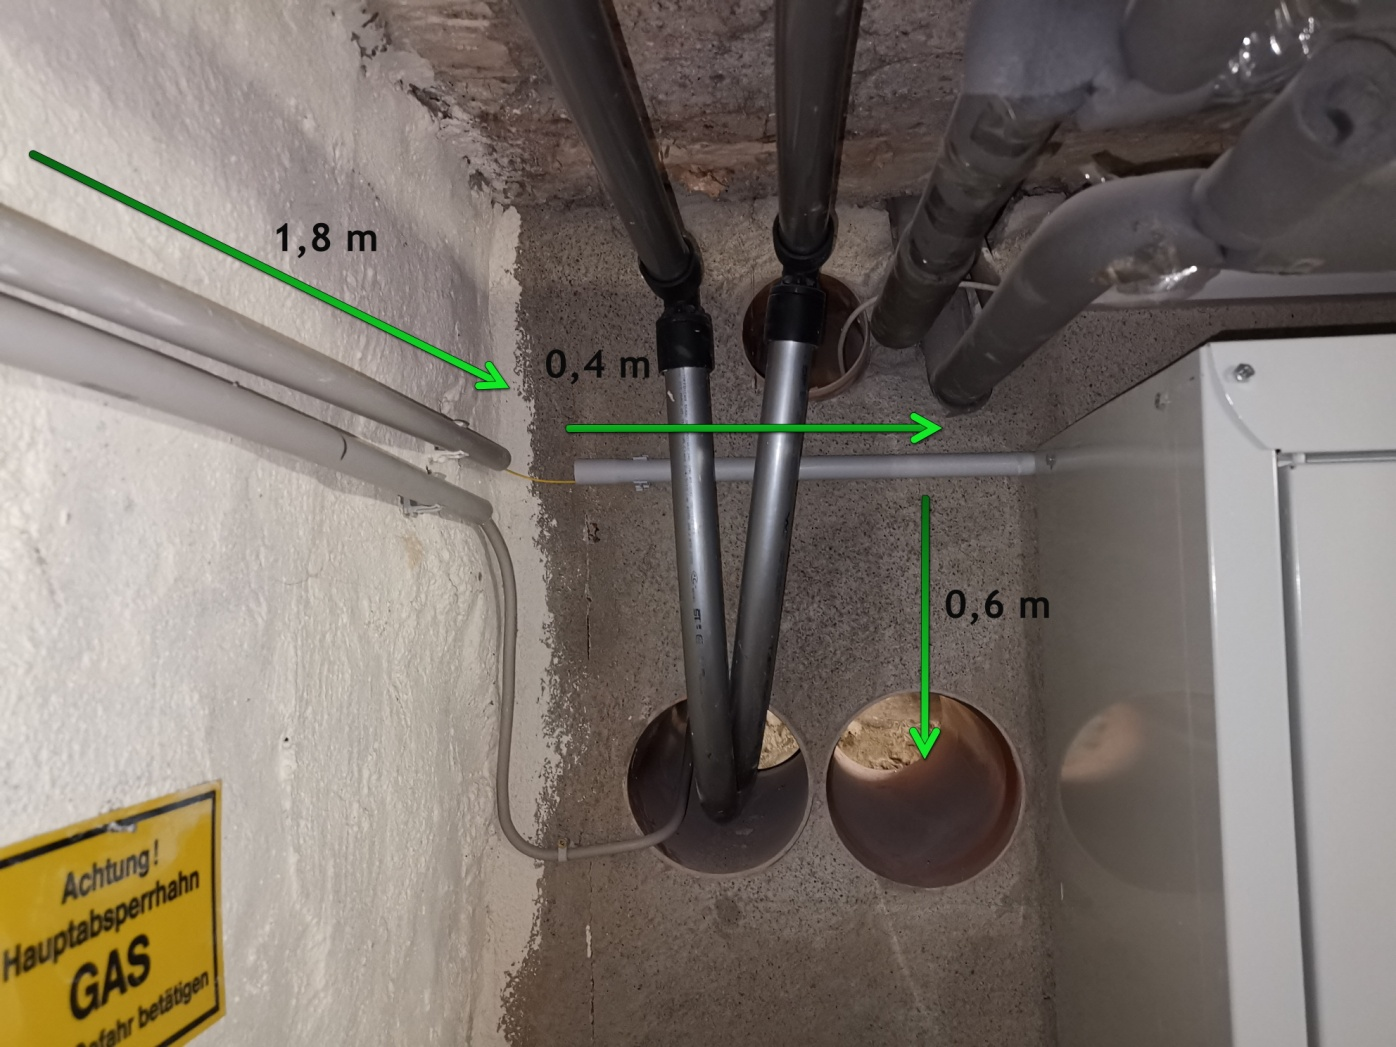 1,8 m
0,4 m
0,6 m
Achtung!
Hauptabsperrhahn
GAS
Gefahr betätigen